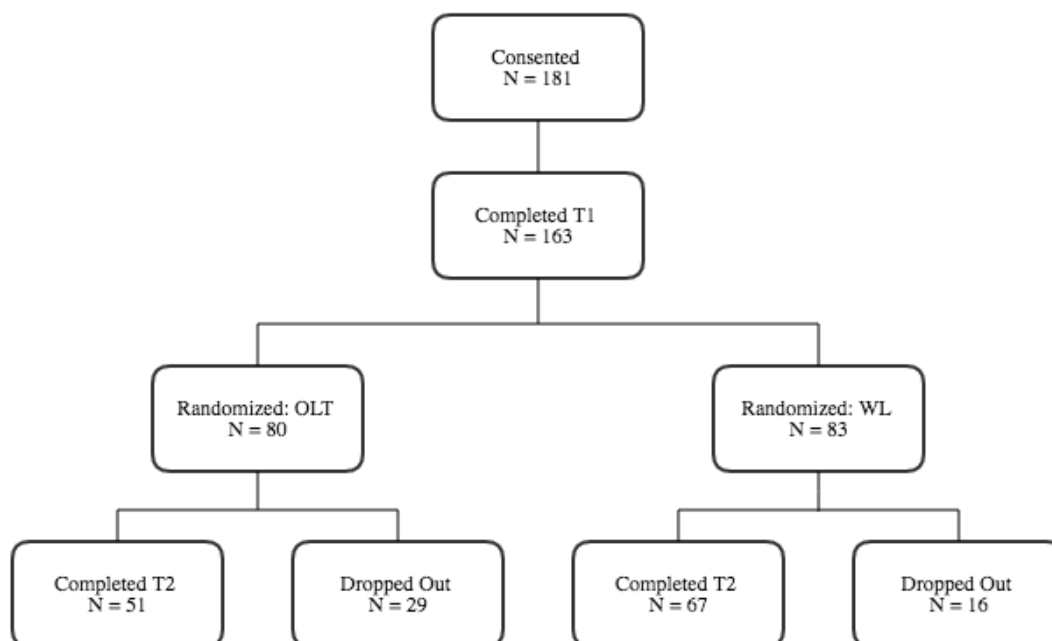 Consented
N = 181
Completed T1
N = 163
Randomized: OLT
N = 80
Randomized: WL
N = 83
Completed T2
N = 51
Dropped Out
N = 29
Completed T2
N = 67
Dropped Out
N = 16